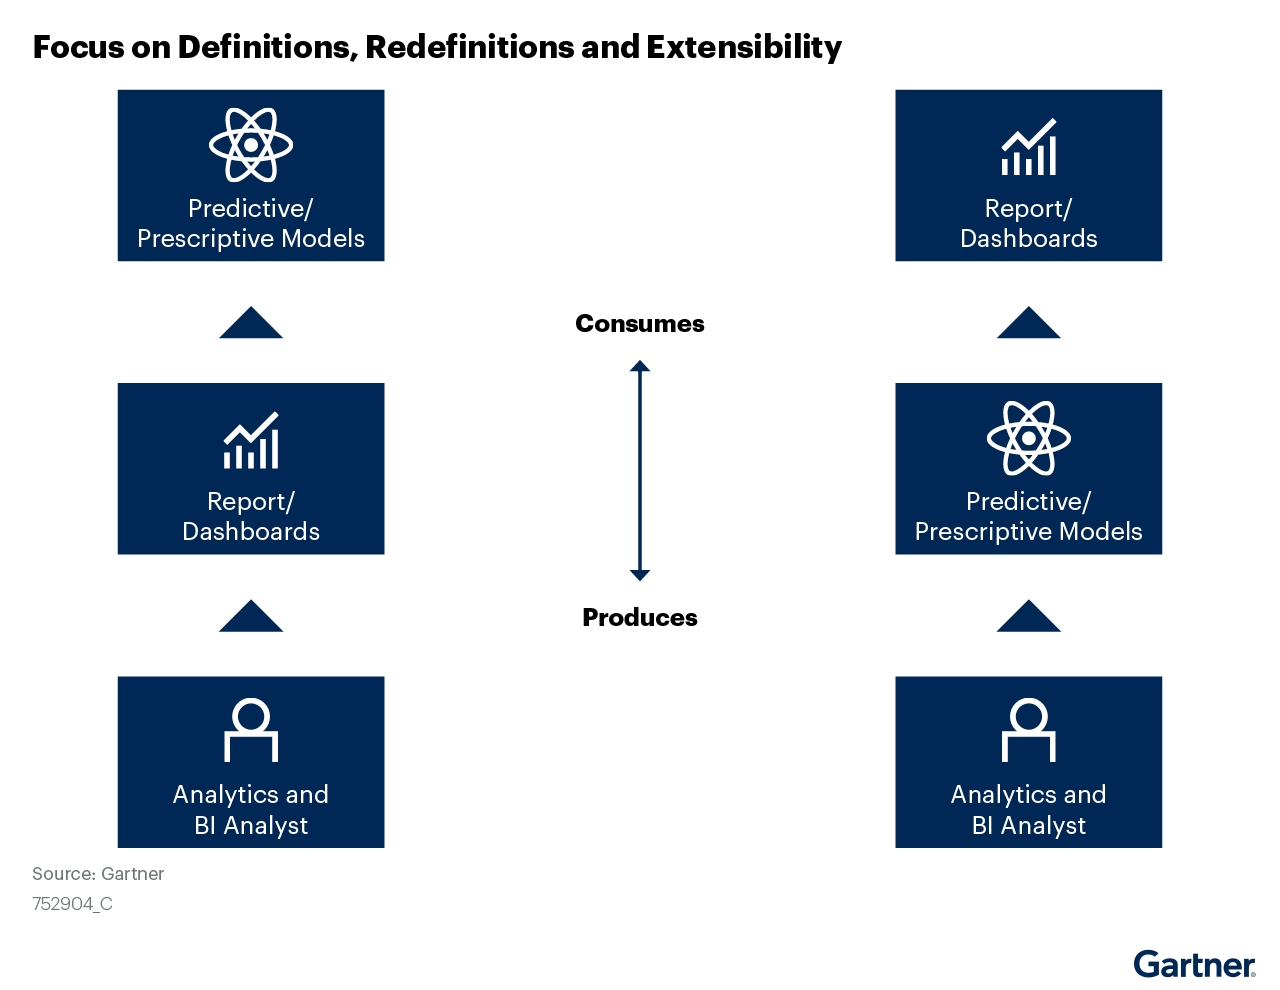 Focus on Definitions, Redefinitions and Extensibility
Predictive/
Prescriptive Models
Report/
Dashboards
Consumes
Report/
Dashboards
Predictive/
Prescriptive Models
Produces
Analytics and
BI Analyst
Analytics and
BI Analyst
Source: Gartner
752904_C
Gartner®